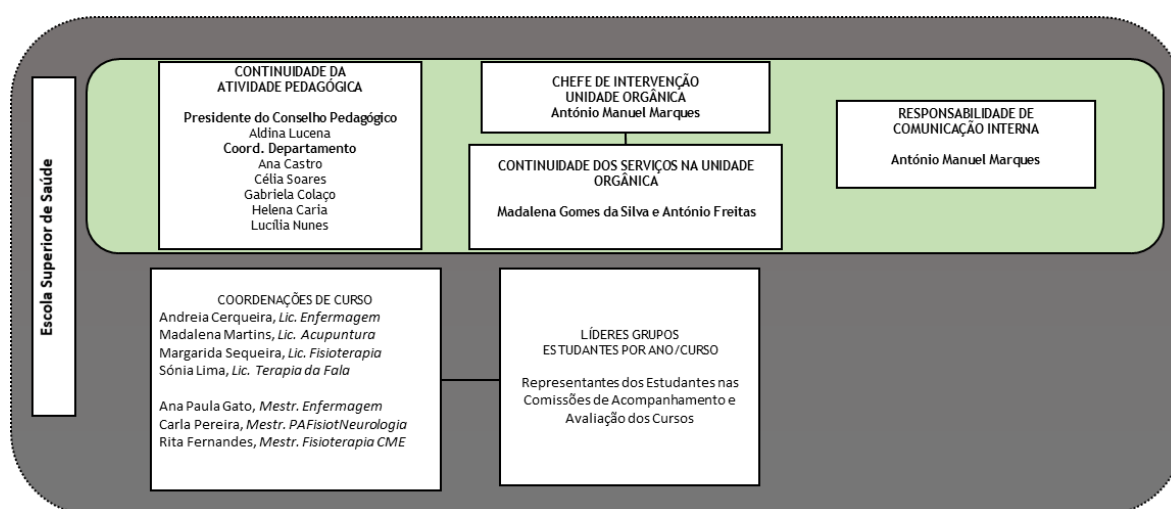 Escola Superior de Saúde
CONTINUIDADE DA
ATIVIDADE PEDAGÓGICA
Presidente do Conselho Pedagógico
Aldina Lucena
Coord. Departamento
Ana Castro
Célia Soares
Gabriela Colaço
Helena Caria
Lucília Nunes
CHEFE DE INTERVENÇÃO
UNIDADE ORGÂNICA
António Manuel Marques
CONTINUIDADE DOS SERVIÇOS NA UNIDADE
ORGÂNICA
Madalena Gomes da Silva e António Freitas
RESPONSABILIDADE DE
COMUNICAÇÃO INTERNA
António Manuel Marques
COORDENAÇÕES DE CURSO
Andreia Cerqueira, Lic. Enfermagem
Madalena Martins, Lic. Acupuntura
Margarida Sequeira, Lic. Fisioterapia
Sónia Lima, Lic. Terapia da Fala
Ana Paula Gato, Mestr. Enfermagem
Carla Pereira, Mestr. PAFisiotNeurologia
Rita Fernandes, Mestr. Fisioterapia CME
LÍDERES GRUPOS
ESTUDANTES POR ANO/CURSO
Representantes dos Estudantes nas
Comissões de Acompanhamento e
Avaliação dos Cursos